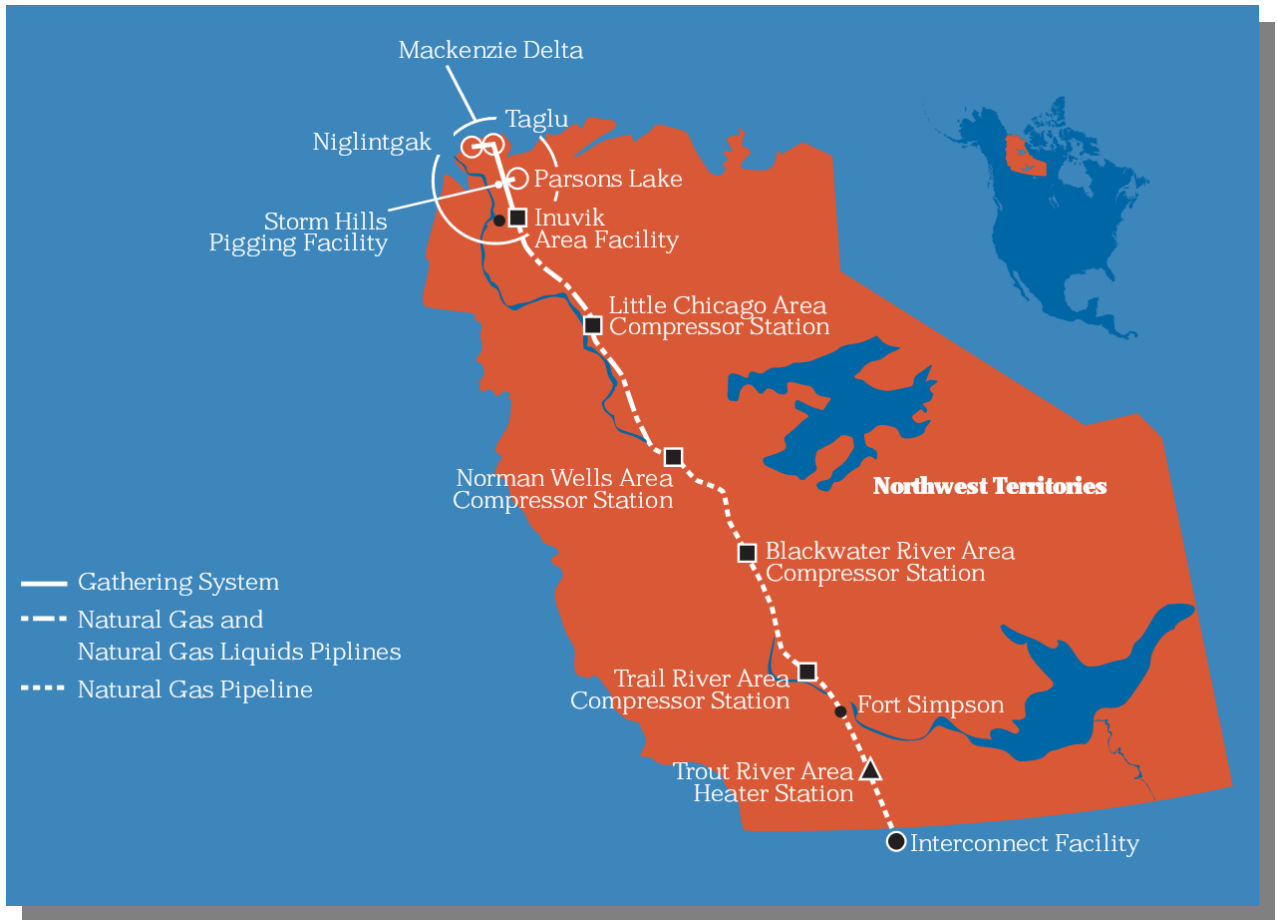 Mackenzie Delta
Taglu
Niglintgak
Parsons Lake
Storm Hills
Pigging Facility
Inuvik
Area Facility
Little Chicago Area
Compressor Station
Norman Wells Area
Compressor Station
Northwest Territories
Blackwater River Area
Compressor Station
Gathering System
Natural Gas and
Natural Gas Liquids Piplines
Natural Gas Pipeline
Trail River Area
Compressor Station
Fort Simpson
Trout River Area
Heater Station
Interconnect Facility